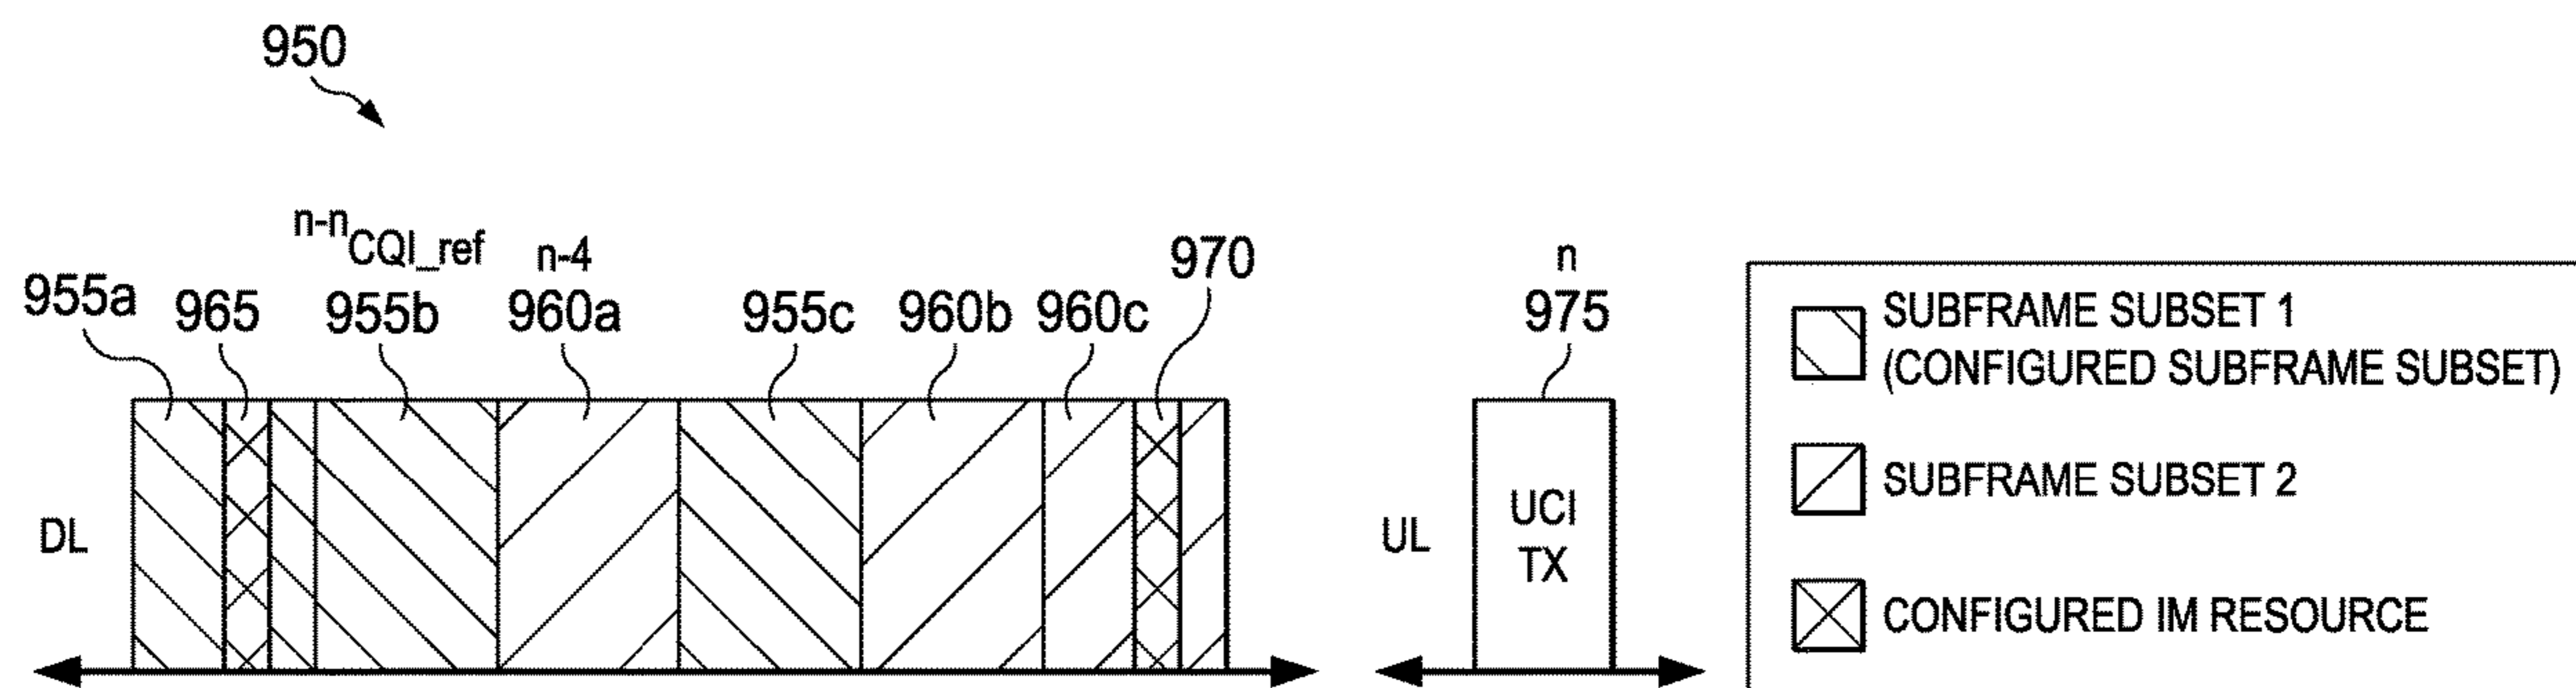 950
n-nCQI_ref n-4 970 n
955a 965 955b 960a 955c 960b 960c 975
DL UL UCI TX
SUBFRAME SUBSET 1
(CONFIGURED SUBFRAME SUBSET)
SUBFRAME SUBSET 2
CONFIGURED IM RESOURCE